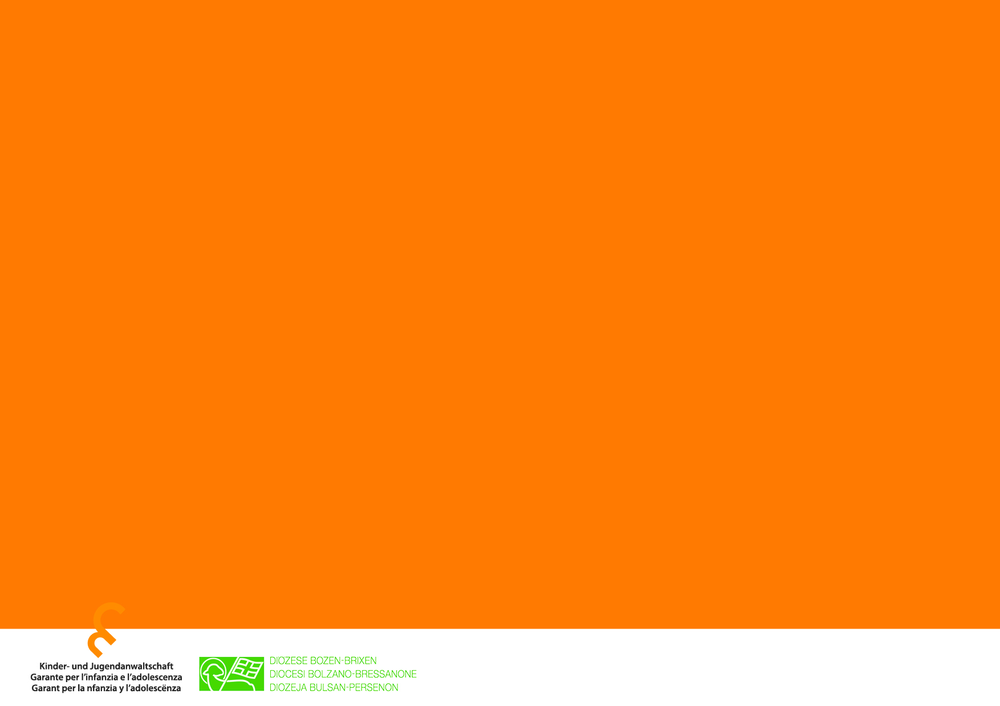 Kinder- und Jugendanwaltschaft
Garante per l’infanzia e l’adolescenza
Garant per la nfanzia y l’adolescënza
DIOZESE BOZEN-BRIXEN
DIOCESI BOLZANO-BRESSANONE
DIOZEJA BULSAN-PERSENON